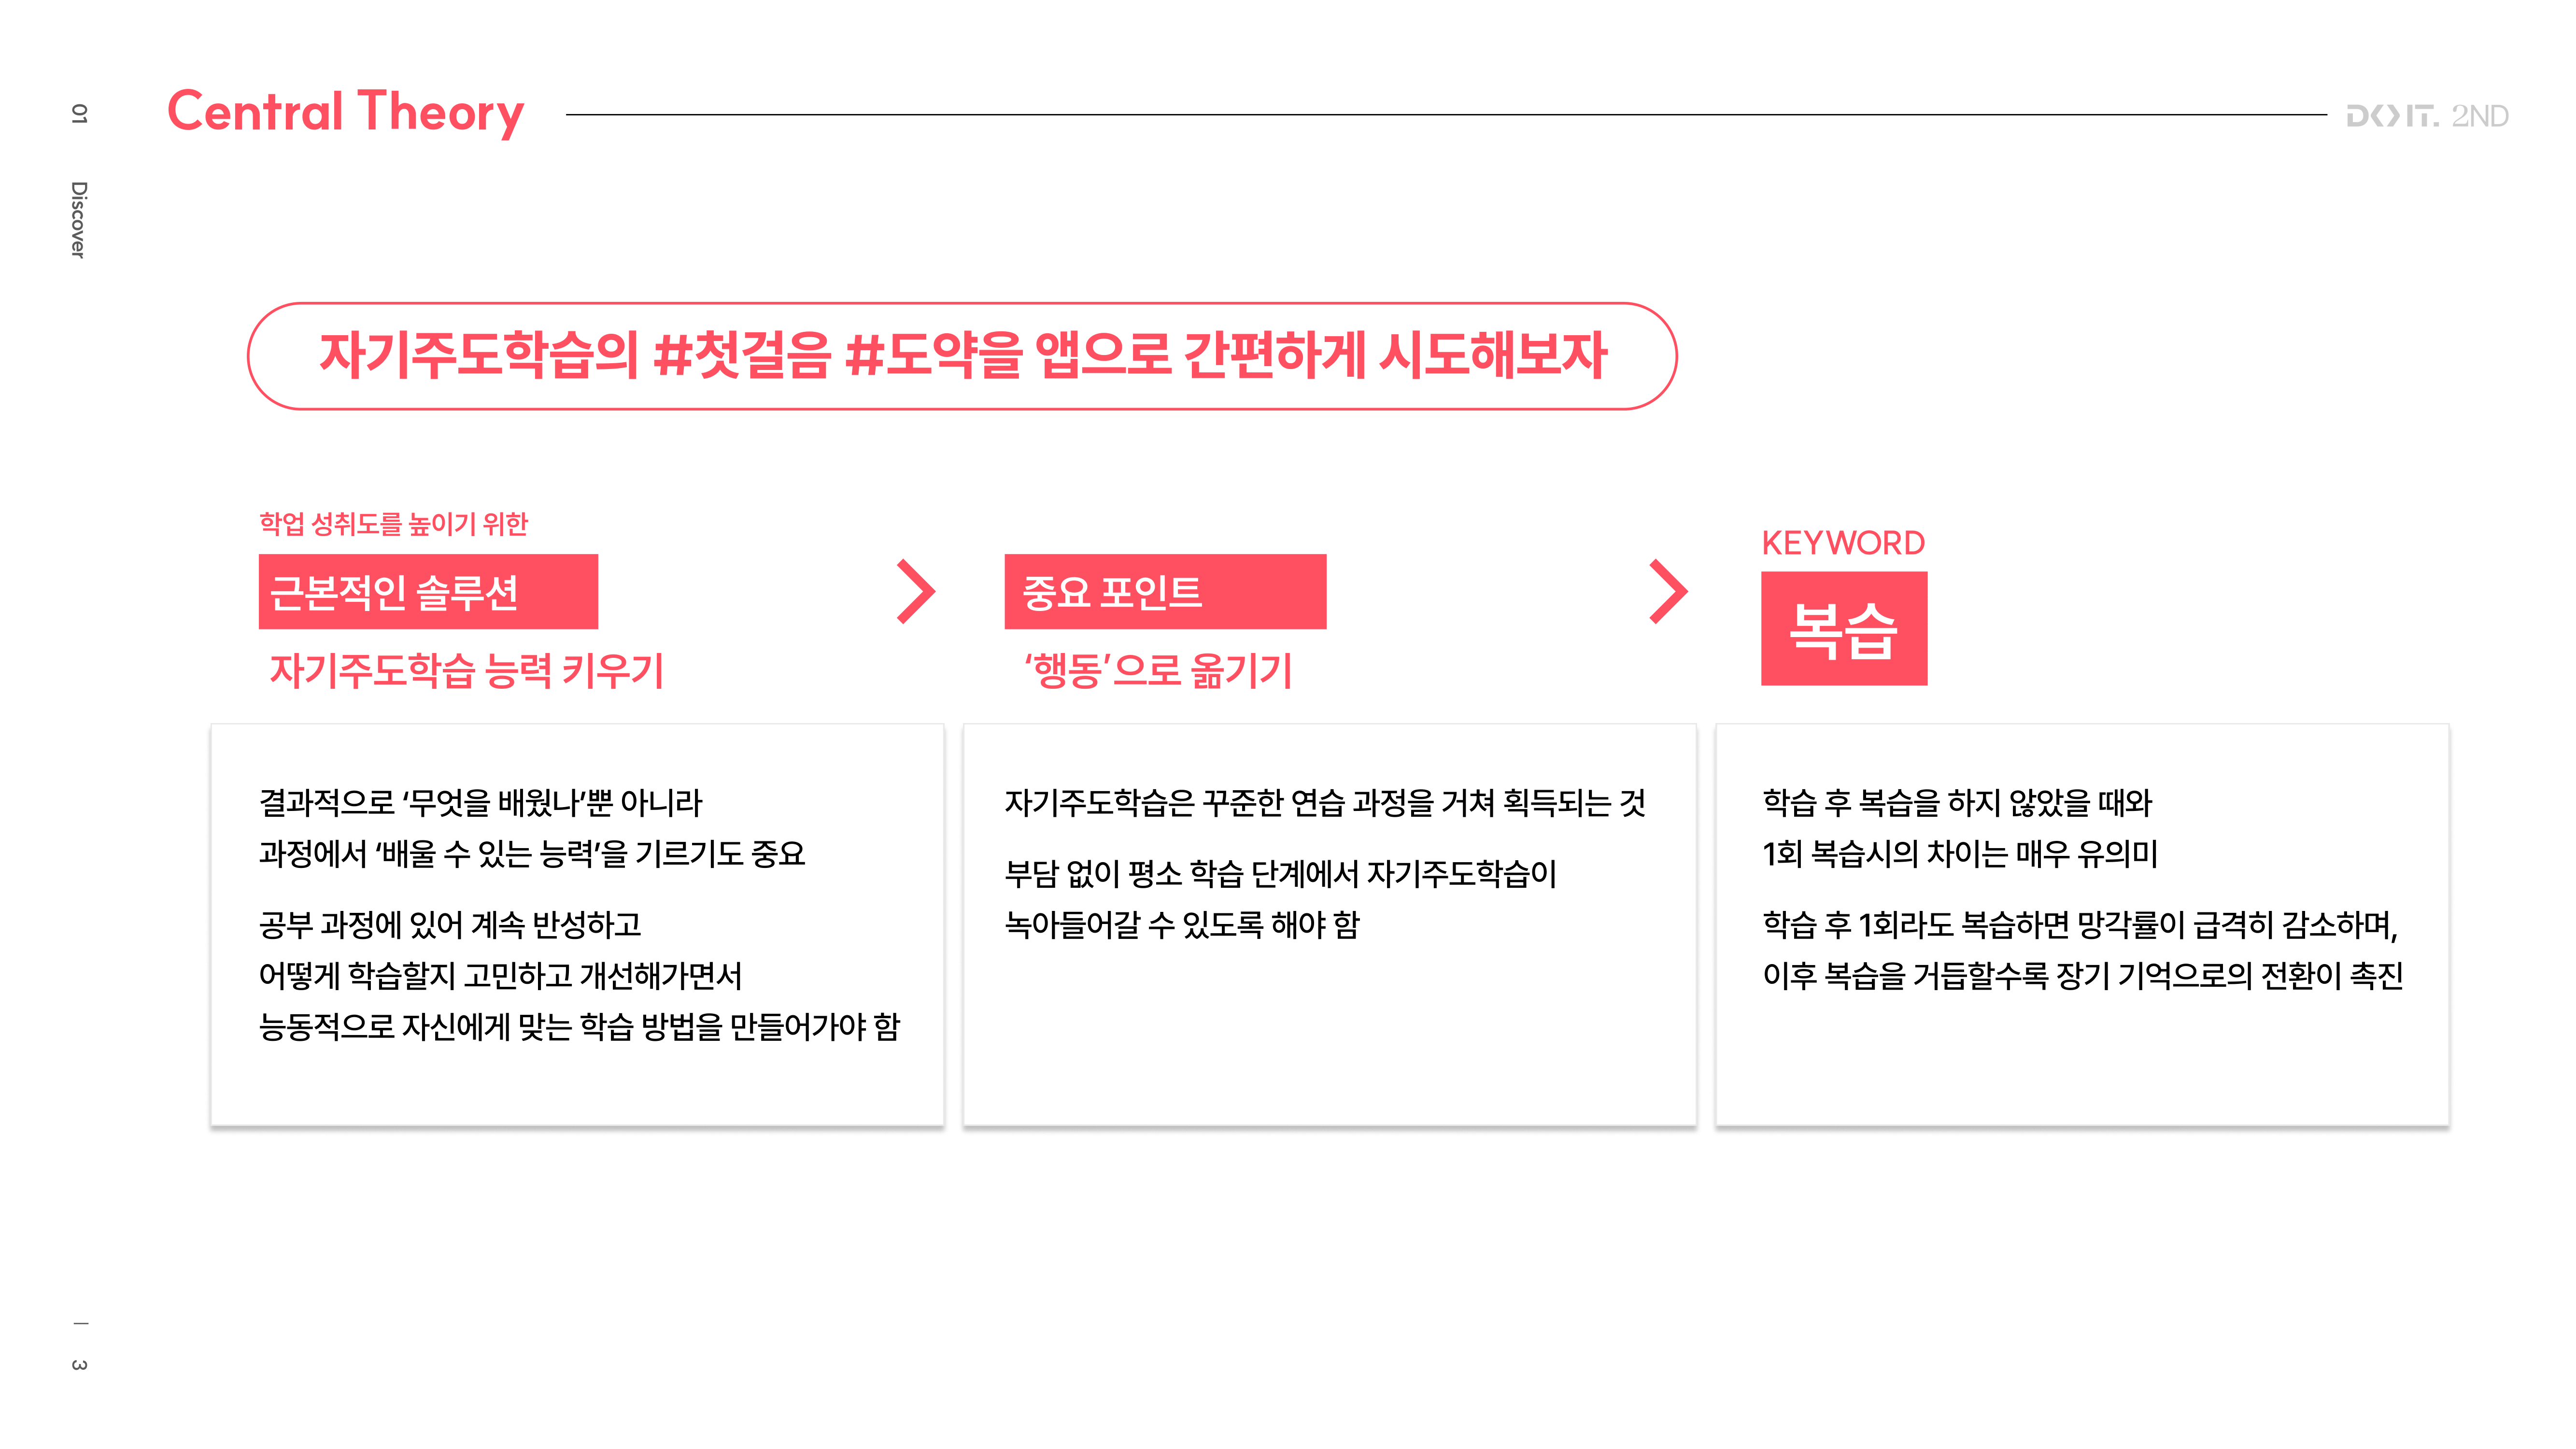 01
Discover
Central Theory
DO IT. 2ND
자기주도학습의 #첫걸음 #도약을 앱으로 간편하게 시도해보자
학업 성취도를 높이기 위한
근본적인 솔루션
자기주도학습 능력 키우기
결과적으로 ‘무엇을 배웠나’뿐 아니라
과정에서 ‘배울 수 있는 능력’을 기르기도 중요
공부 과정에 있어 계속 반성하고
어떻게 학습할지 고민하고 개선해가면서
능동적으로 자신에게 맞는 학습 방법을 만들어가야 함
중요 포인트
‘행동’으로 옮기기
자기주도학습은 꾸준한 연습 과정을 거쳐 획득되는 것
부담 없이 평소 학습 단계에서 자기주도학습이
녹아들어갈 수 있도록 해야 함
KEYWORD
복습
학습 후 복습을 하지 않았을 때와
1회 복습시의 차이는 매우 유의미
학습 후 1회라도 복습하면 망각률이 급격히 감소하며,
이후 복습을 거듭할수록 장기 기억으로의 전환이 촉진
3